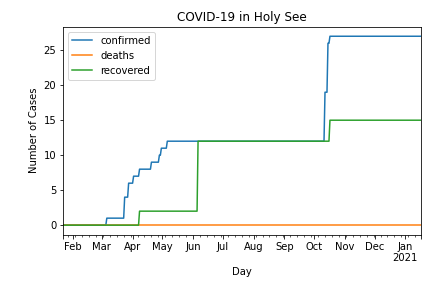 COVID-19 in Holy See
confirmed
deaths
recovered
25
20
15
10
5
0
Number of Cases
Feb Mar Apr May Jun Jul Aug Sep Oct Nov Dec Jan
2021
Day